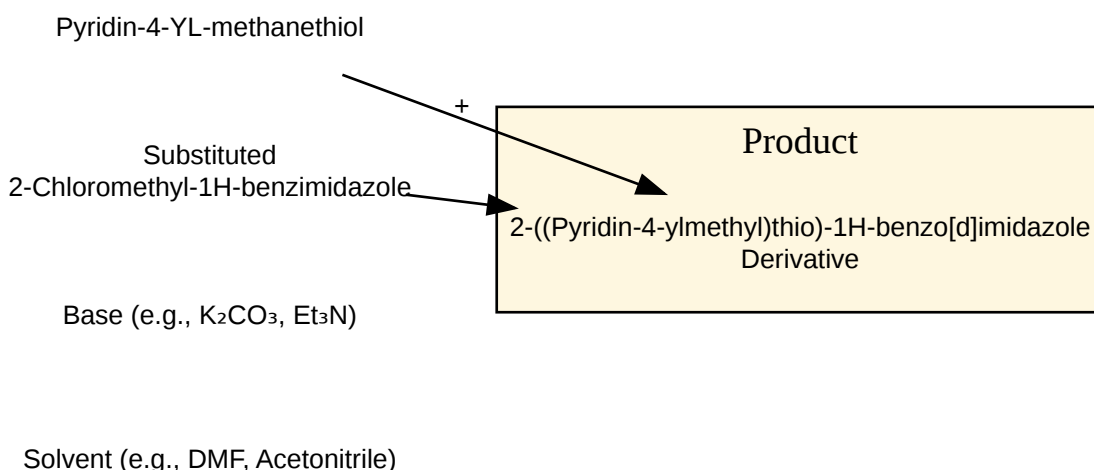 Pyridin-4-YL-methanethiol
+
Product
Substituted
2-Chloromethyl-1H-benzimidazole
2-((Pyridin-4-ylmethyl)thio)-1H-benzo[d]imidazole
Derivative
Base (e.g., K₂CO₃, Et₃N)
Solvent (e.g., DMF, Acetonitrile)